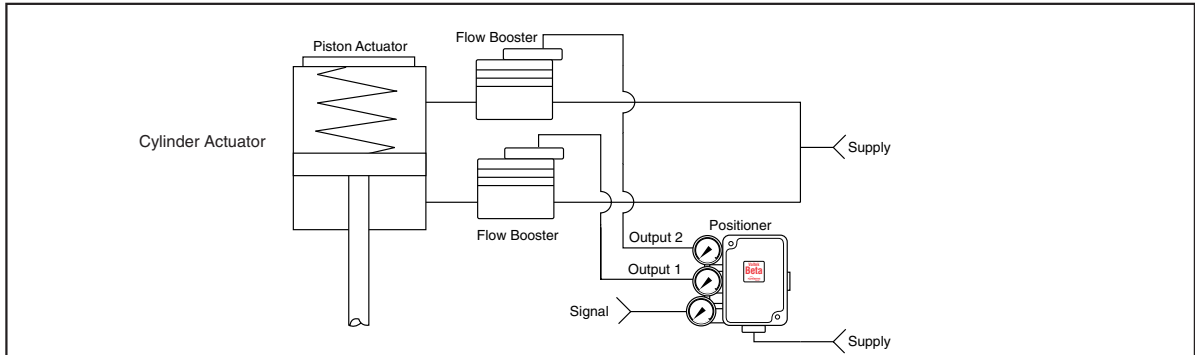 Flow Booster
Piston Actuator
Cylinder Actuator
Supply
Flow Booster
Positioner
Output 2
Output 1
Beta
Signal
Supply